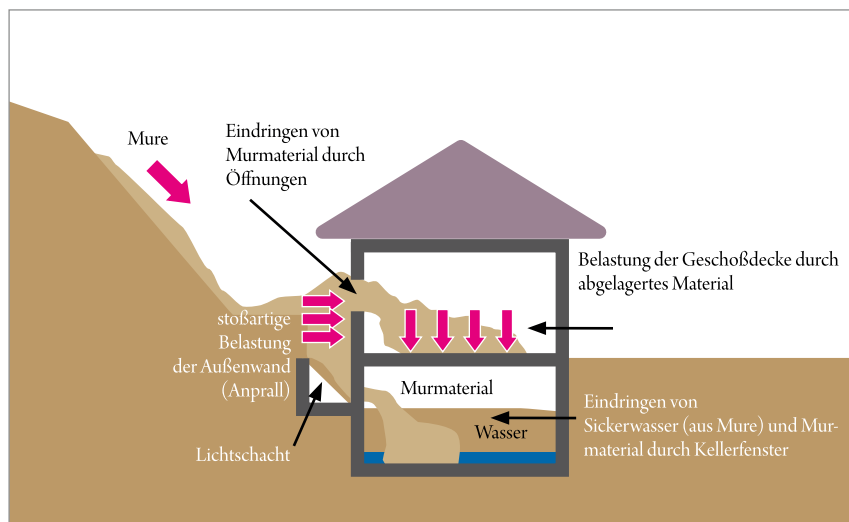 Mure
Eindringen von
Murmaterial durch
Öffnungen
Belastung der Geschoßdecke durch
abgelagertes Material
stoßartige
Belastung
der Außenwand
(Anprall)
Lichtschacht
Murmaterial
Wasser
Eindringen von
Sickerwasser (aus Mure) und Mur-
material durch Kellerfenster